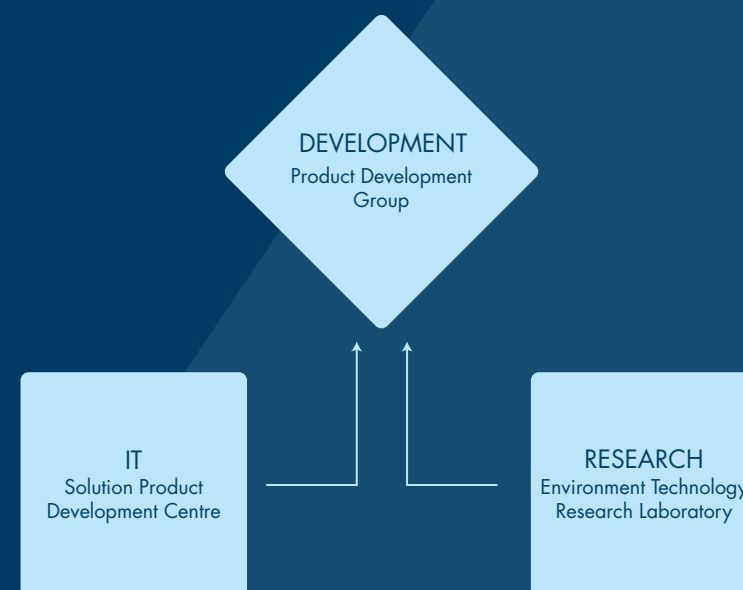 DEVELOPMENT
Product Development
Group
IT
Solution Product
Development Centre
RESEARCH
Environment Technology
Research Laboratory